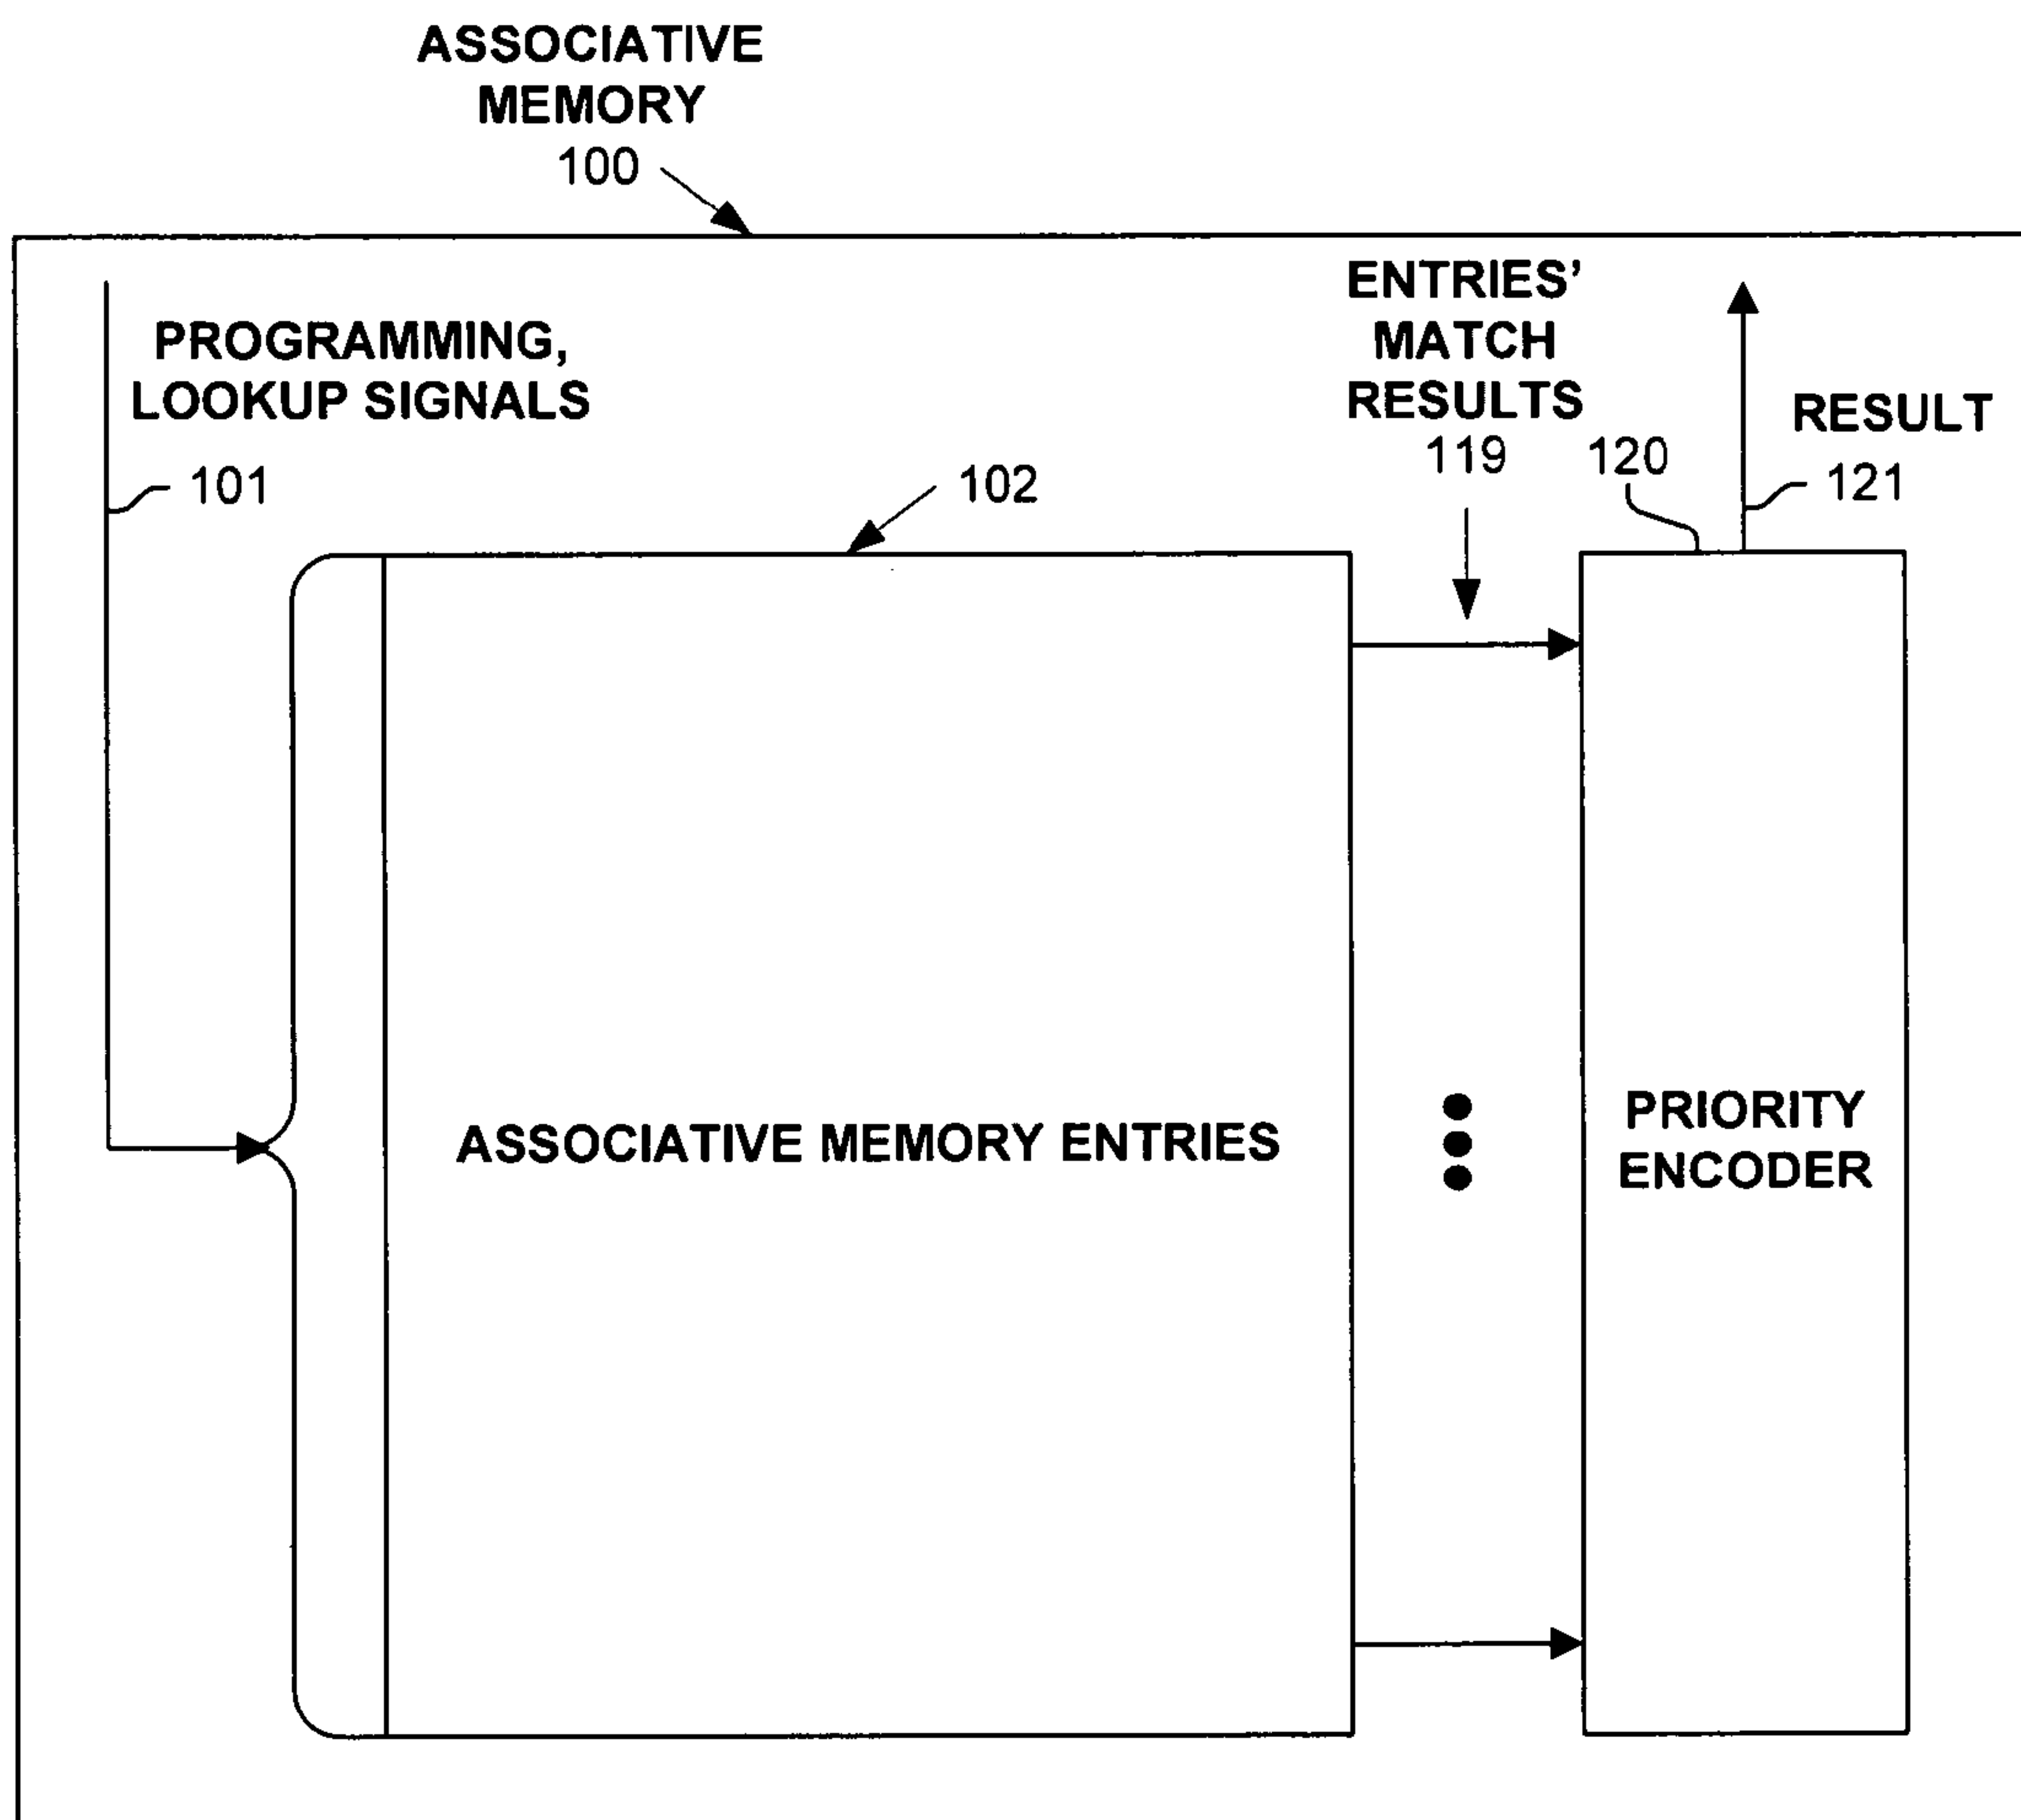 ASSOCIATIVE
MEMORY
100
PROGRAMMING,
LOOKUP SIGNALS
101
102
ENTRIES'
MATCH
RESULTS
119
120
RESULT
121
ASSOCIATIVE MEMORY ENTRIES
PRIORITY
ENCODER